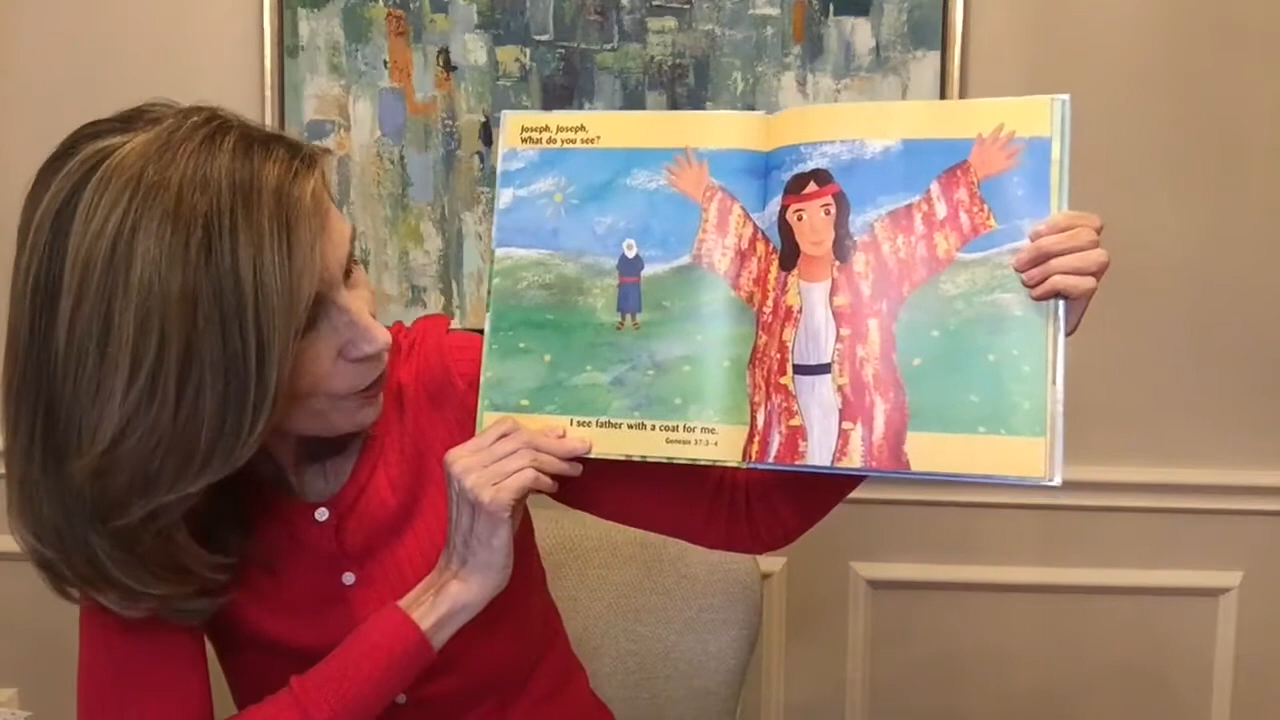 Joseph, Joseph,
What do you see?
I see father with a coat for me.
Genesis 37:3-4